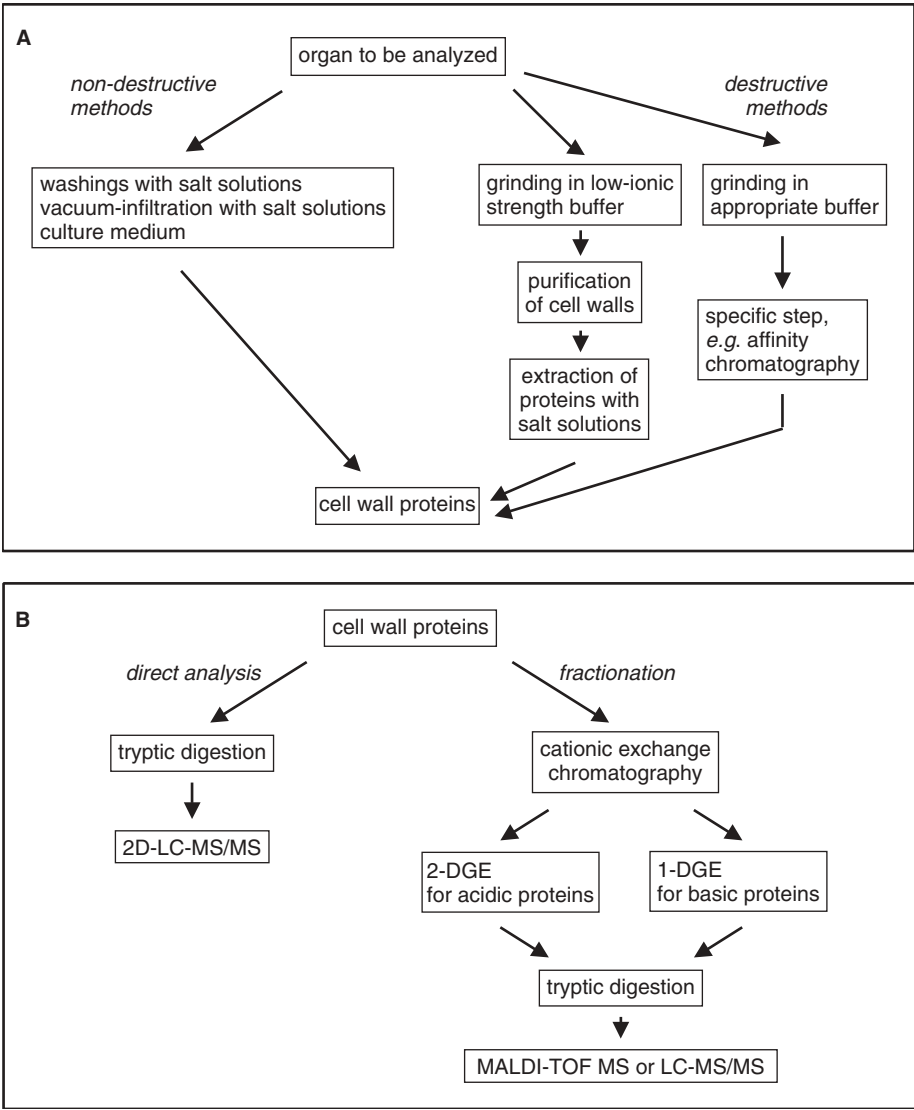 A
organ to be analyzed
non-destructive
methods
destructive
methods
washings with salt solutions
vacuum-infiltration with salt solutions
culture medium
grinding in low-ionic
strength buffer
grinding in
appropriate buffer
purification
of cell walls
specific step,
e.g. affinity
chromatography
extraction of
proteins with
salt solutions
cell wall proteins
B
cell wall proteins
direct analysis
fractionation
tryptic digestion
cationic exchange
chromatography
2D-LC-MS/MS
2-DGE
for acidic proteins
1-DGE
for basic proteins
tryptic digestion
MALDI-TOF MS or LC-MS/MS